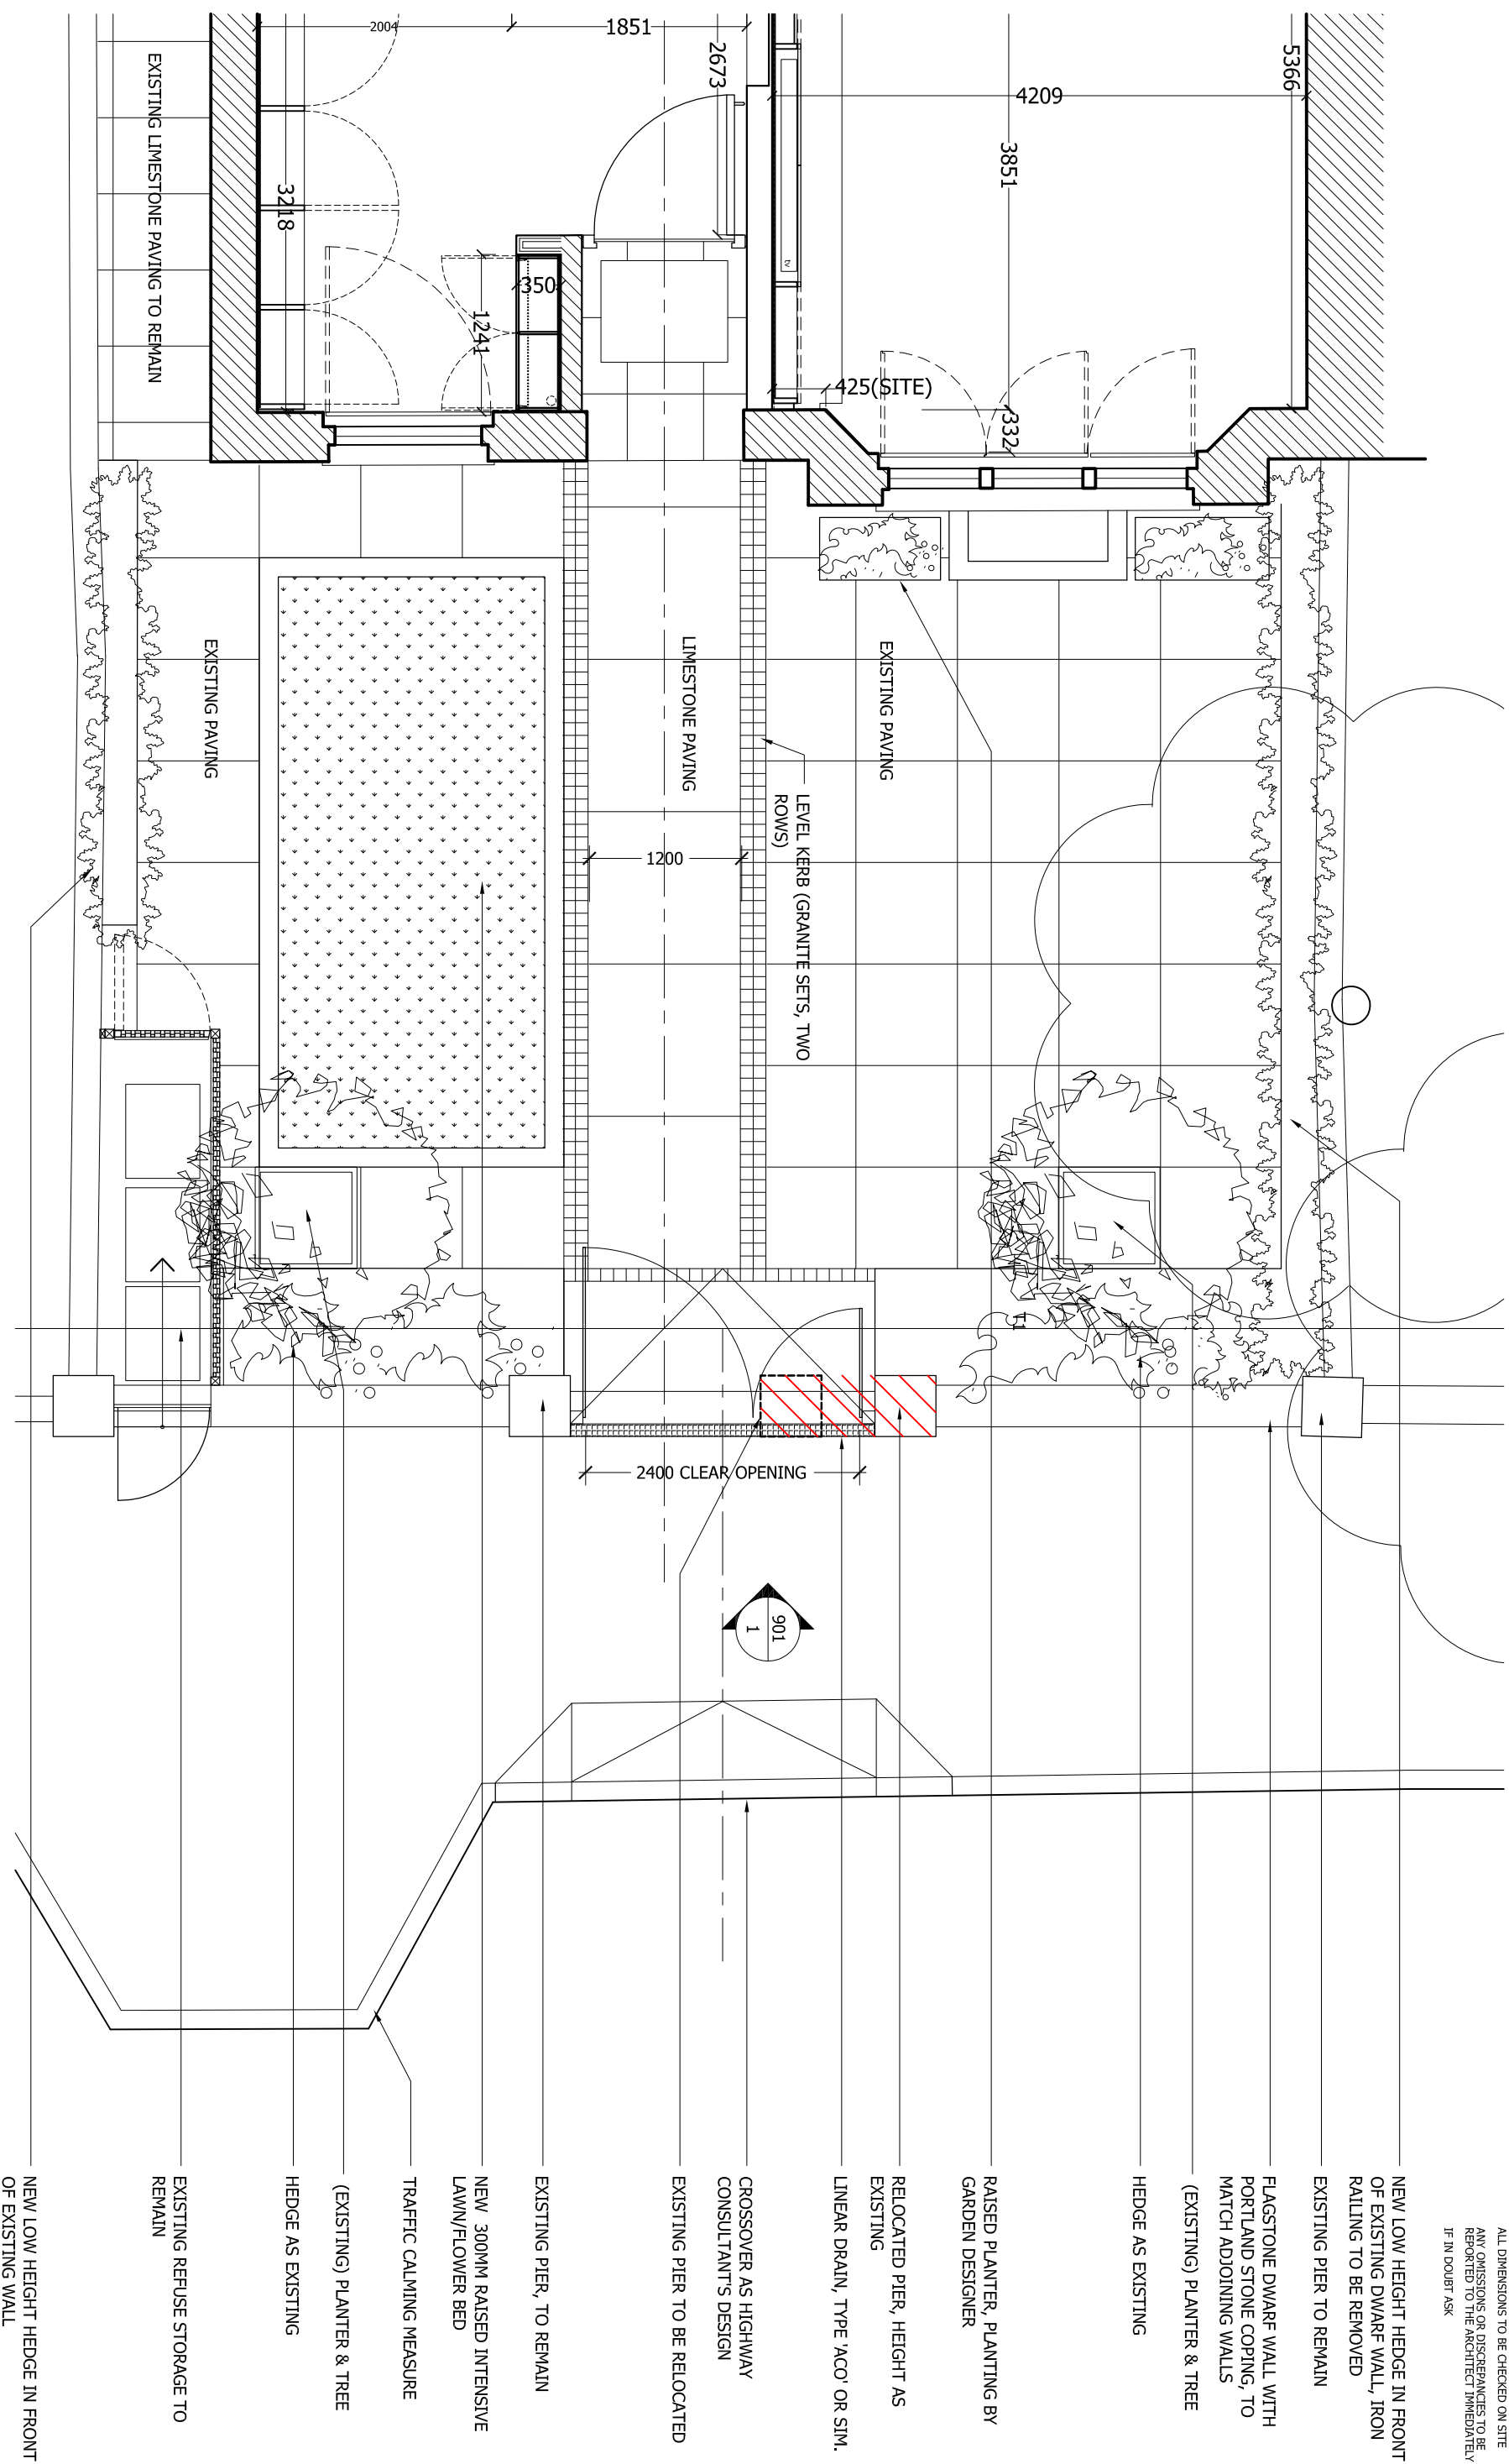 ALL DIMENSIONS TO BE CHECKED ON SITE
ANY OMISSIONS OR DISCREPANCIES TO BE
REPORTED TO THE ARCHITECT IMMEDIATELY
IF IN DOUBT ASK
NEW LOW HEIGHT HEDGE IN FRONT
OF EXISTING DWARF WALL, IRON
RAILING TO BE REMOVED
EXISTING PIER TO REMAIN
FLAGSTONE DWARF WALL WITH
PORTLAND STONE COPING, TO
MATCH ADJOINING WALLS
(EXISTING) PLANTER & TREE
HEDGE AS EXISTING
RAISED PLANTER, PLANTING BY
GARDEN DESIGNER
RELOCATED PIER, HEIGHT AS
EXISTING
LINEAR DRAIN, TYPE 'ACO' OR SIM.
CROSSOVER AS HIGHWAY
CONSULTANT'S DESIGN
EXISTING PIER TO BE RELOCATED
EXISTING PIER, TO REMAIN
NEW 300MM RAISED INTENSIVE
LAWN/FLOWER BED
TRAFFIC CALMING MEASURE
(EXISTING) PLANTER & TREE
HEDGE AS EXISTING
EXISTING REFUSE STORAGE TO
REMAIN
NEW LOW HEIGHT HEDGE IN FRONT
OF EXISTING WALL
5366
4209
3851
332
425(SITE)
tv
2673
1851
2004
350
1241
3218
EXISTING LIMESTONE PAVING TO REMAIN
EXISTING PAVING
LEVEL KERB (GRANITE SETS, TWO
ROWS)
LIMESTONE PAVING
1200
EXISTING PAVING
T1
2400 CLEAR OPENING
901
1